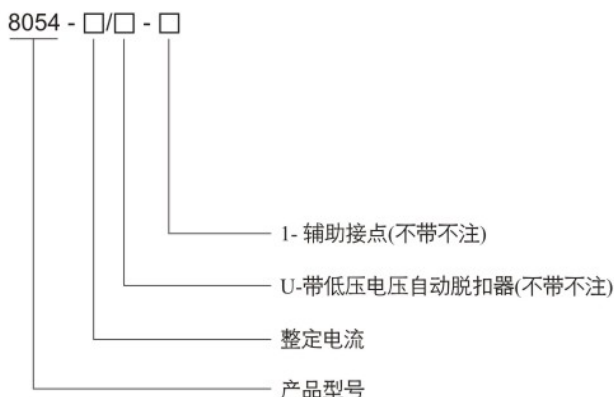 8054 - □/□ - □
1- 辅助接点(不带不注)
U-带低压电压自动脱扣器(不带不注)
整定电流
产品型号